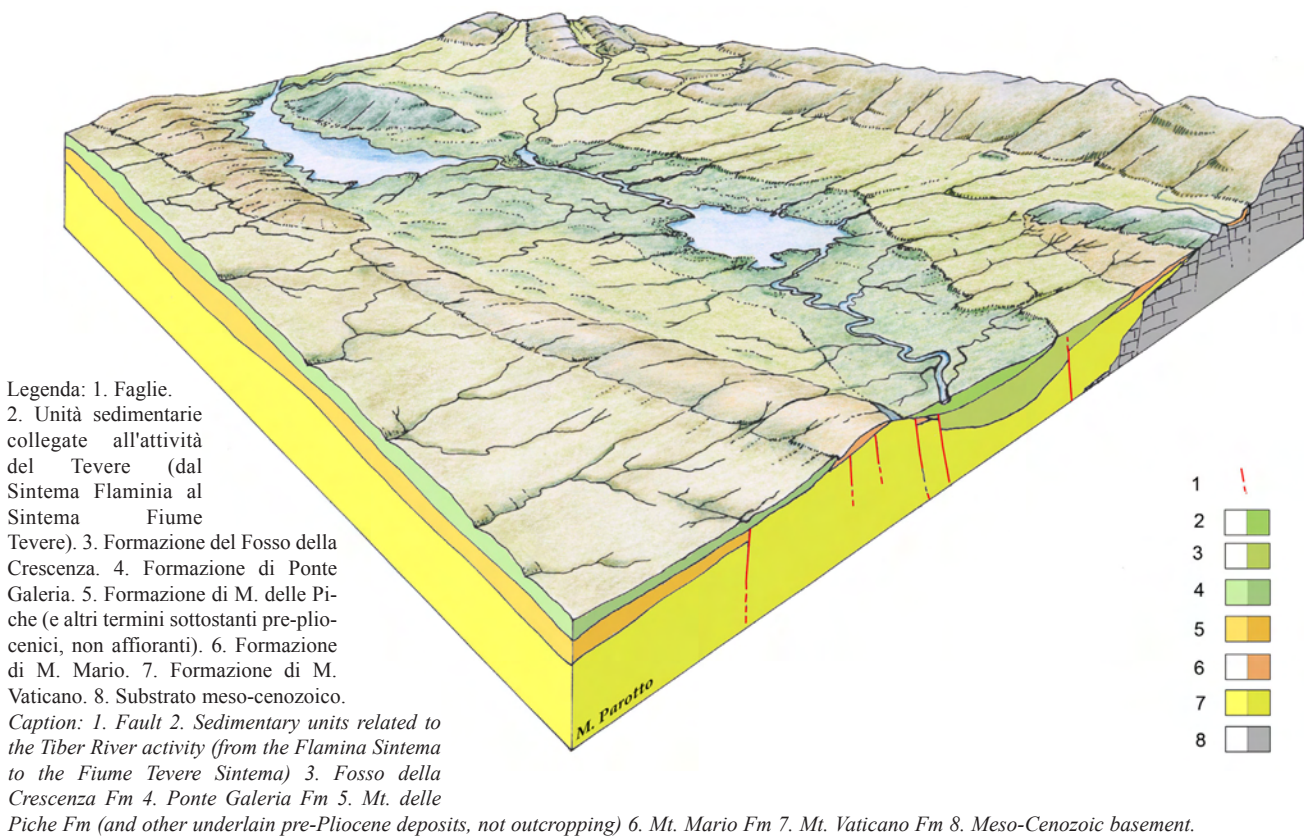 Legenda: 1. Faglie.
2. Unità sedimentarie
collegate all'attività
del Tevere (dal
Sintema Flaminia al
Sintema Fiume
Tevere). 3. Formazione del Fosso della
Crescenza. 4. Formazione di Ponte
Galeria. 5. Formazione di M. delle Pi-
che (e altri termini sottostanti pre-plio-
cenici, non affioranti). 6. Formazione
di M. Mario. 7. Formazione di M.
Vaticano. 8. Substrato meso-cenozoico.
Caption: 1. Fault 2. Sedimentary units related to
the Tiber River activity (from the Flamina Sintema
to the Fiume Tevere Sintema) 3. Fosso della
Crescenza Fm 4. Ponte Galeria Fm 5. Mt. delle
Piche Fm (and other underlain pre-Pliocene deposits, not outcropping) 6. Mt. Mario Fm 7. Mt. Vaticano Fm 8. Meso-Cenozoic basement.
M. Parotto
1
2
3
4
5
6
7
8